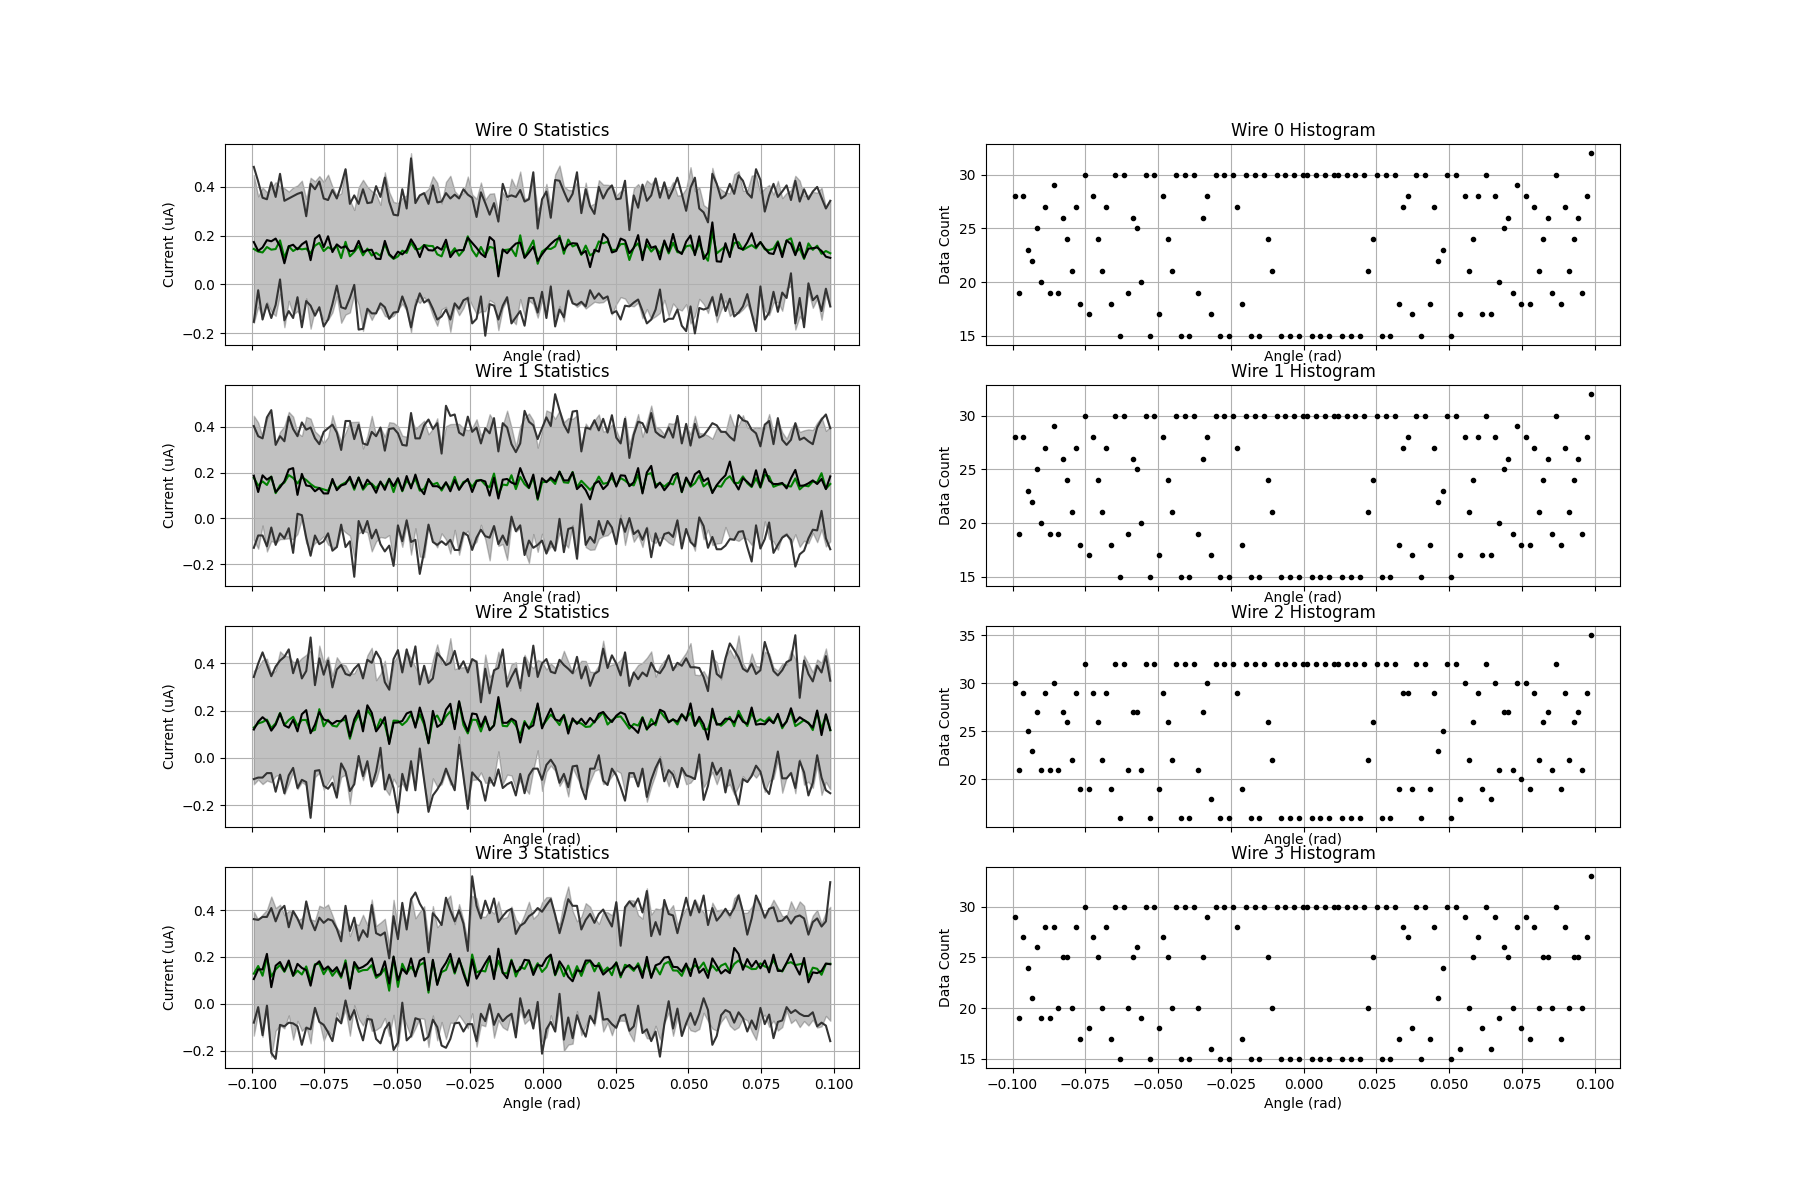 Wire 0 Statistics
Wire 0 Histogram
Current (uA)
0.4
0.2
0.0
−0.2
Angle (rad)
Data Count
30
25
20
15
Angle (rad)
Wire 1 Statistics
Wire 1 Histogram
Current (uA)
0.4
0.2
0.0
−0.2
Angle (rad)
Data Count
30
25
20
15
Angle (rad)
Wire 2 Statistics
Wire 2 Histogram
Current (uA)
0.4
0.2
0.0
−0.2
Angle (rad)
Data Count
35
30
25
20
Angle (rad)
Wire 3 Statistics
Wire 3 Histogram
Current (uA)
0.4
0.2
0.0
−0.2
−0.100 −0.075 −0.050 −0.025 0.000 0.025 0.050 0.075 0.100
Angle (rad)
Data Count
30
25
20
15
−0.100 −0.075 −0.050 −0.025 0.000 0.025 0.050 0.075 0.100
Angle (rad)